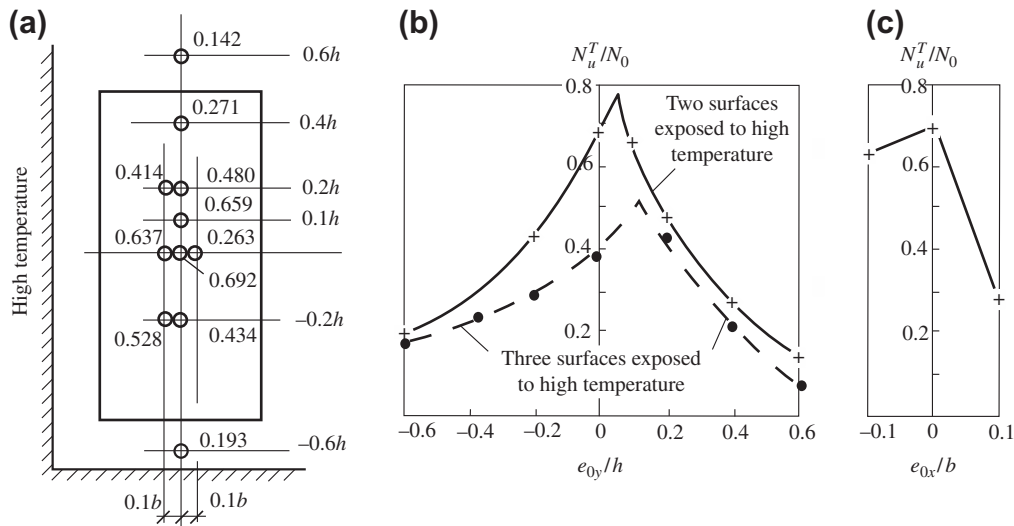 (a)
High temperature
0.142
0.6h
0.271
0.4h
0.414
0.480
0.2h
0.659
0.1h
0.637
0.263
0.692
0.528
0.434
–0.2h
0.193
–0.6h
0.1b
0.1b
(b)
N_u^T/N_0
0.8
0.6
0.4
0.2
Two surfaces
exposed to high
temperature
Three surfaces exposed
to high temperature
–0.6 –0.4 –0.2 0 0.2 0.4 0.6
e_{0y}/h
(c)
N_u^T/N_0
0.8
0.6
0.4
0.2
–0.1 0 0.1
e_{0x}/b